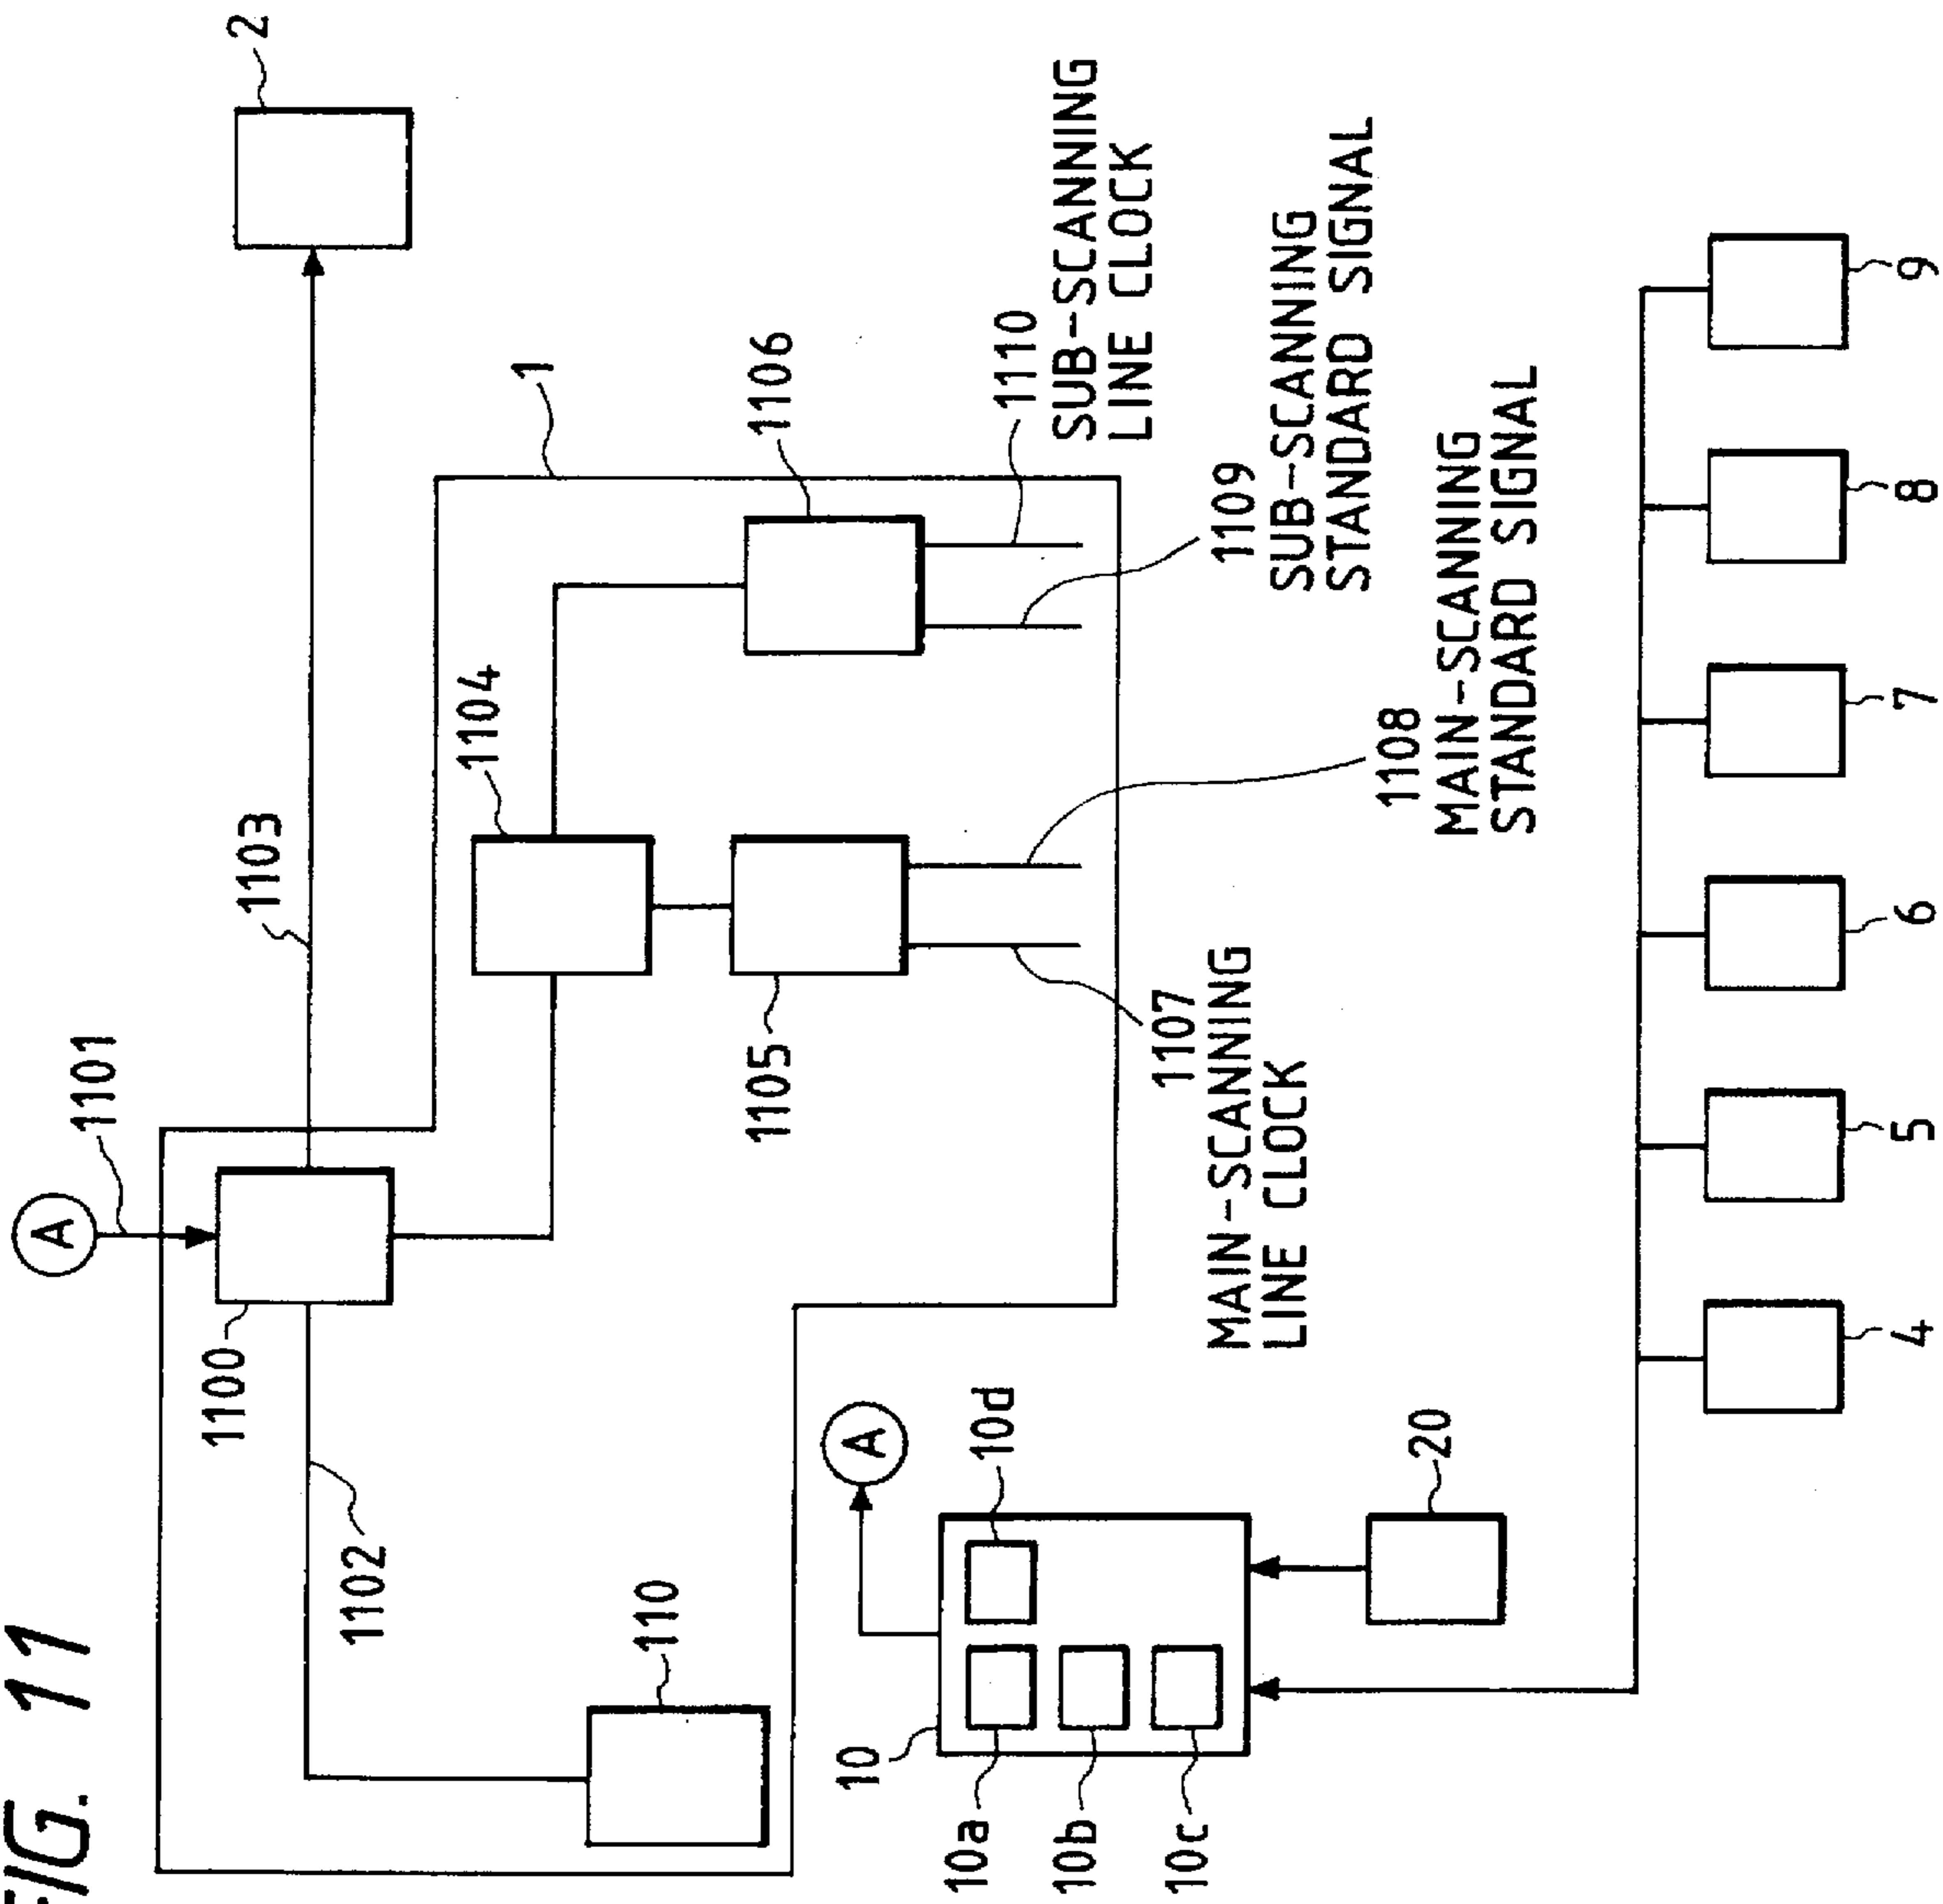 FIG. 11
A
1101
2
1103
1100
1102
1104
1
110
1105
1106
10
A
10a
10d
10b
10c
1110
SUB-SCANNING
LINE CLOCK
1107
MAIN-SCANNING
LINE CLOCK
1109
SUB-SCANNING
STANDARD SIGNAL
1108
MAIN-SCANNING
STANDARD SIGNAL
20
4
5
6
7
8
9